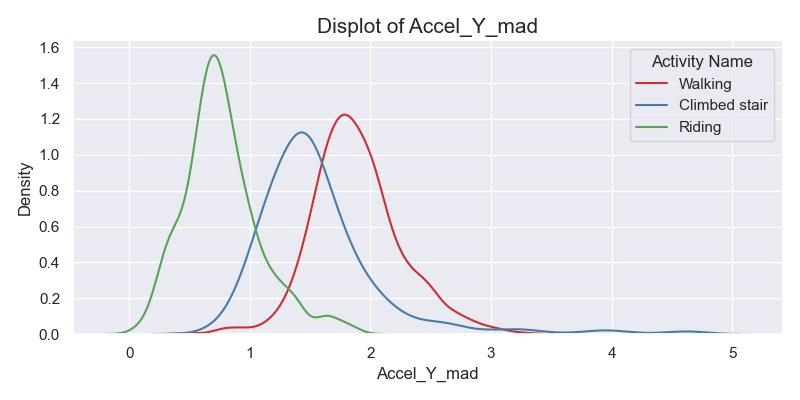 Displot of Accel_Y_mad
Activity Name
Walking
Climbed stair
Riding
Density
1.6
1.4
1.2
1.0
0.8
0.6
0.4
0.2
0.0
0 1 2 3 4 5
Accel_Y_mad